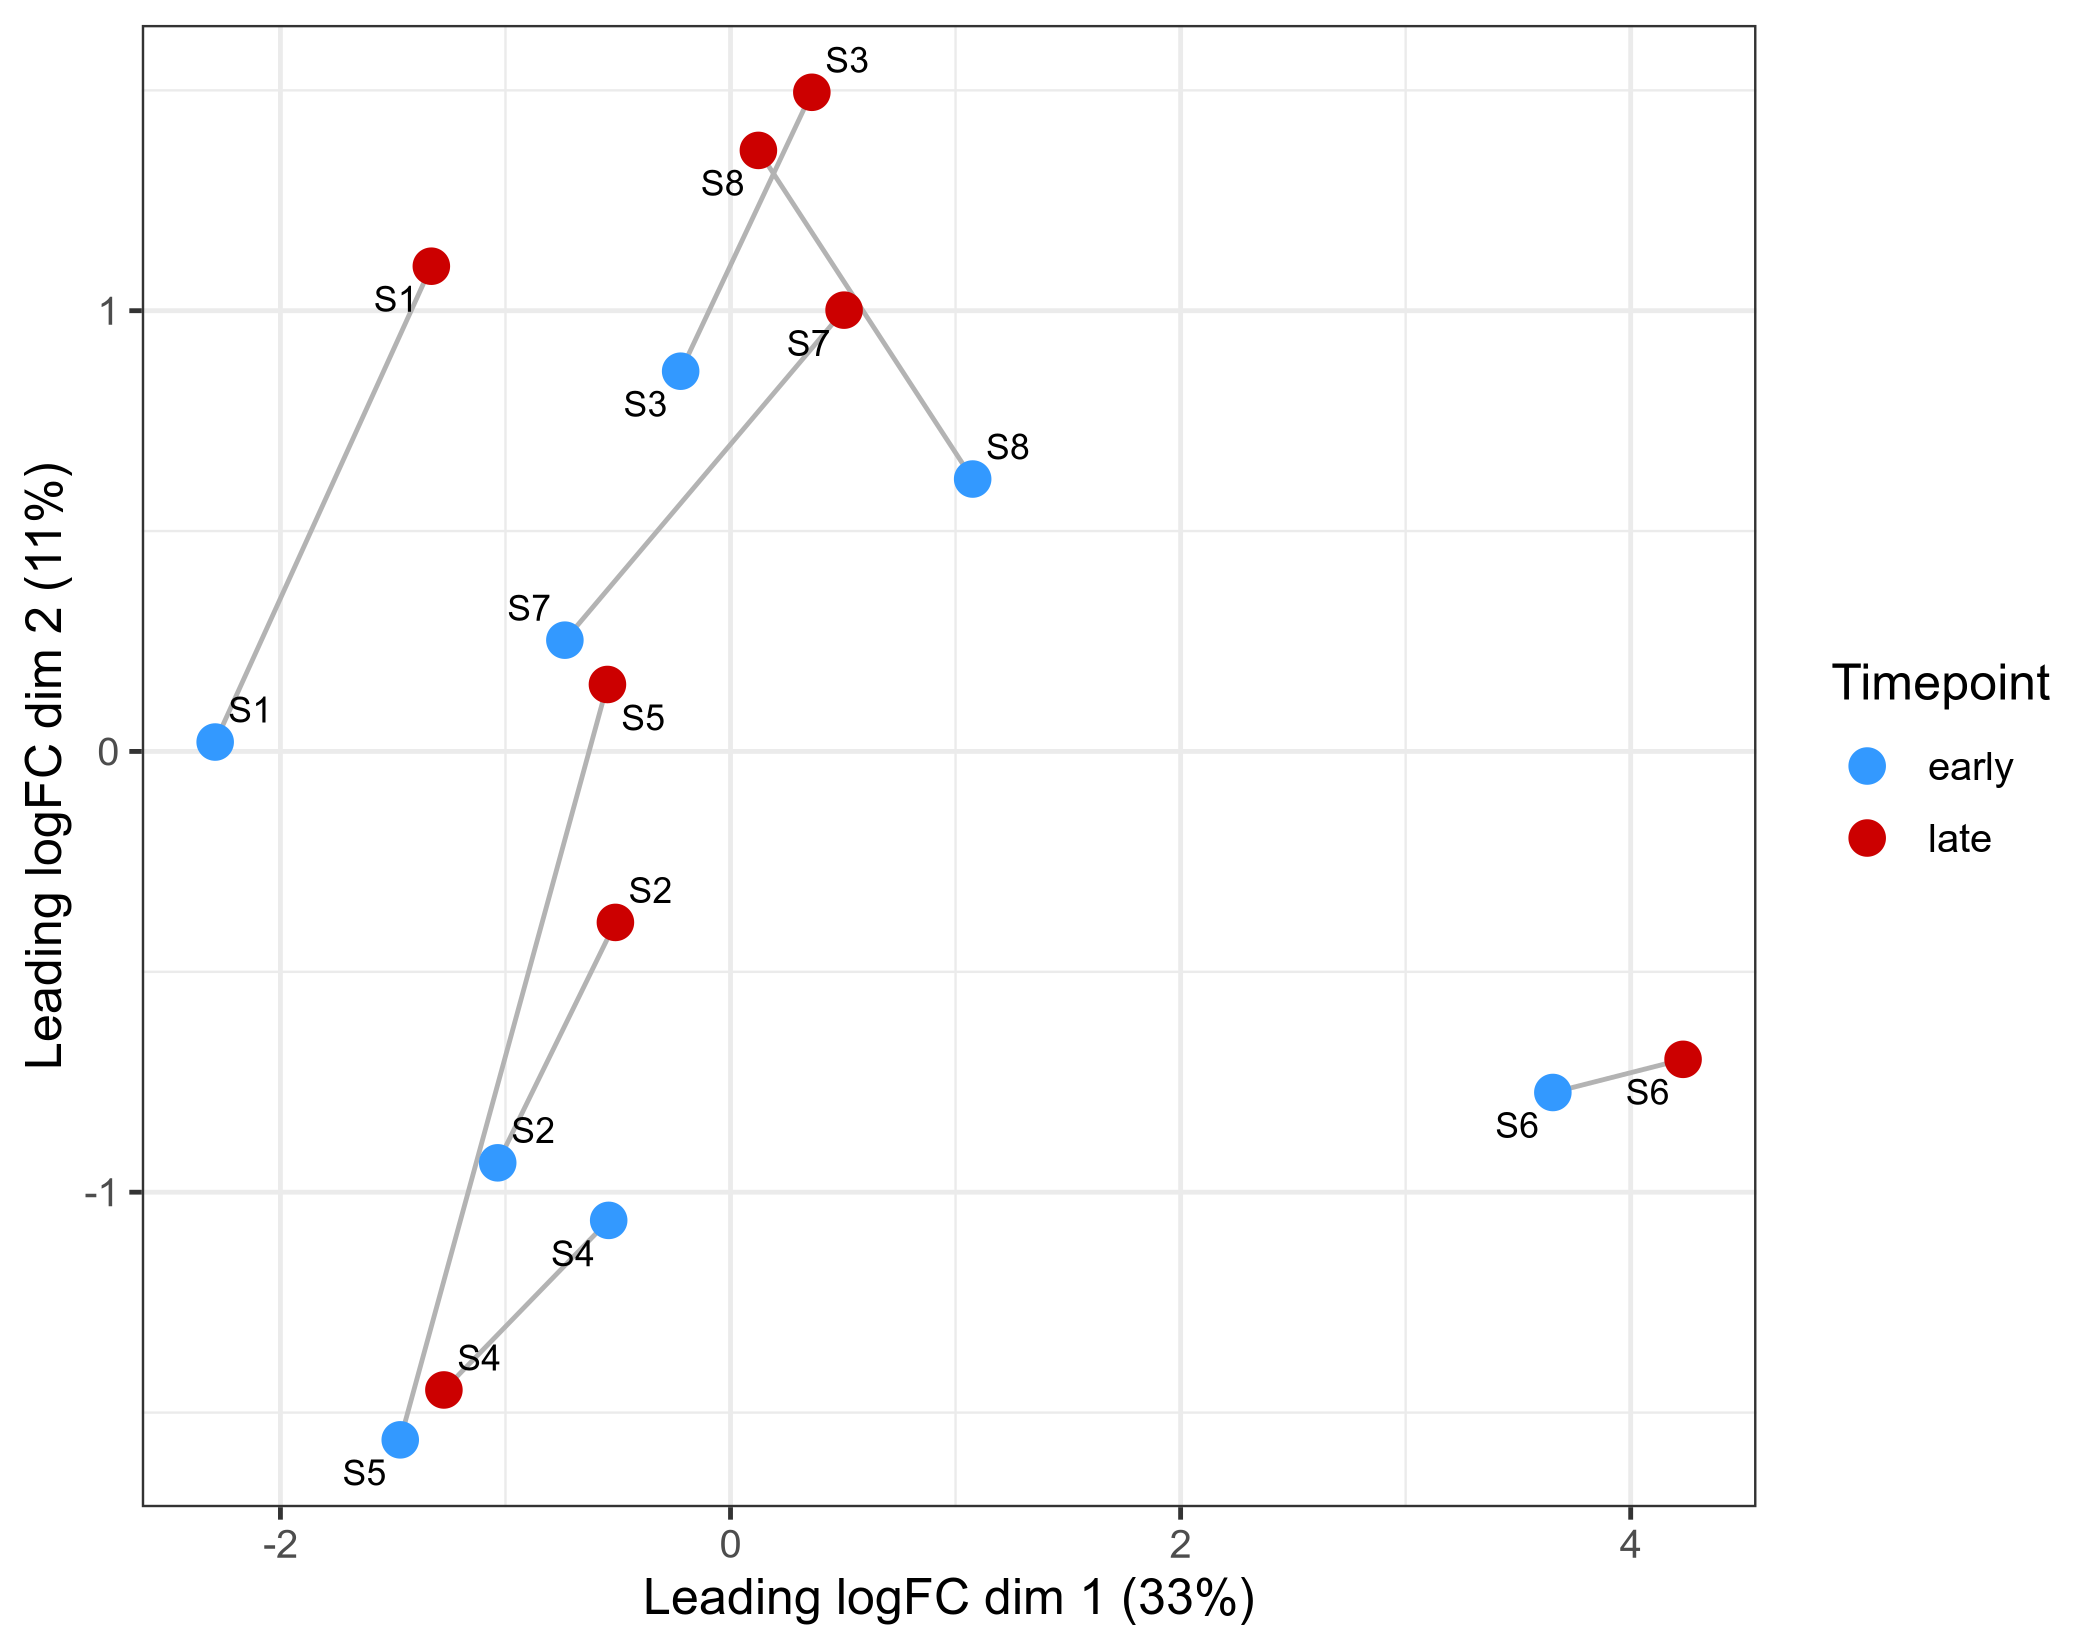 S3
S8
S1
1
S7
S3
S8
S7
S1
S5
0
S2
S2
S6
S6
-1
S4
S4
S5
-2
0
2
4
Leading logFC dim 1 (33%)
Leading logFC dim 2 (11%)
Timepoint
early
late